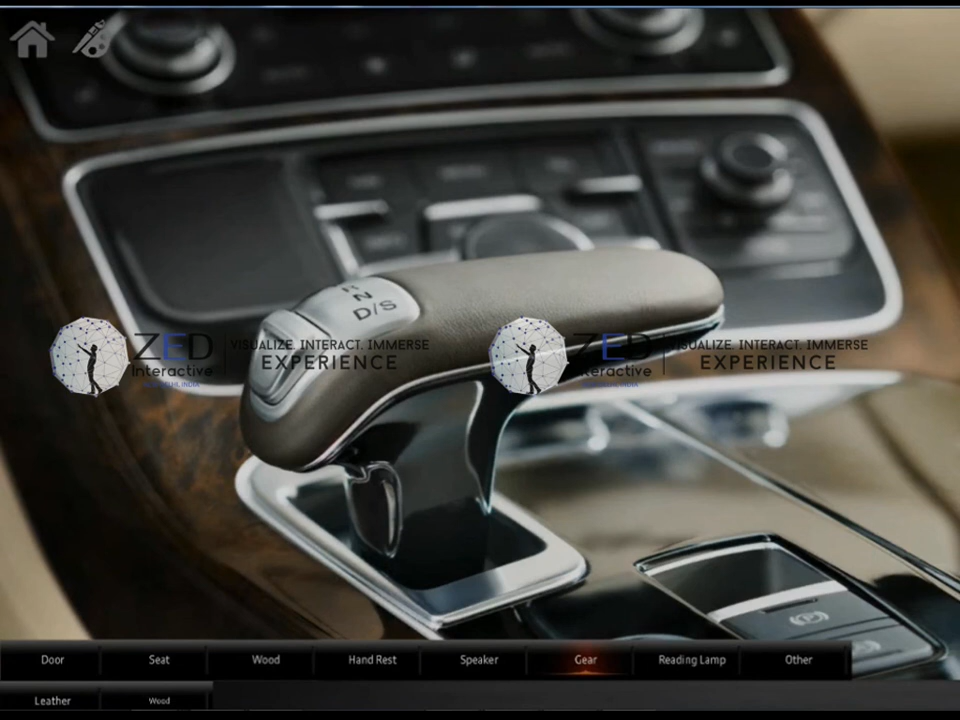 R
N
D/S
ZED
Interactive
VISUALIZE. INTERACT. IMMERSE
EXPERIENCE
ZED
Interactive
VISUALIZE. INTERACT. IMMERSE
EXPERIENCE
Door Seat Wood Hand Rest Speaker Gear Reading Lamp Other
Leather Wood